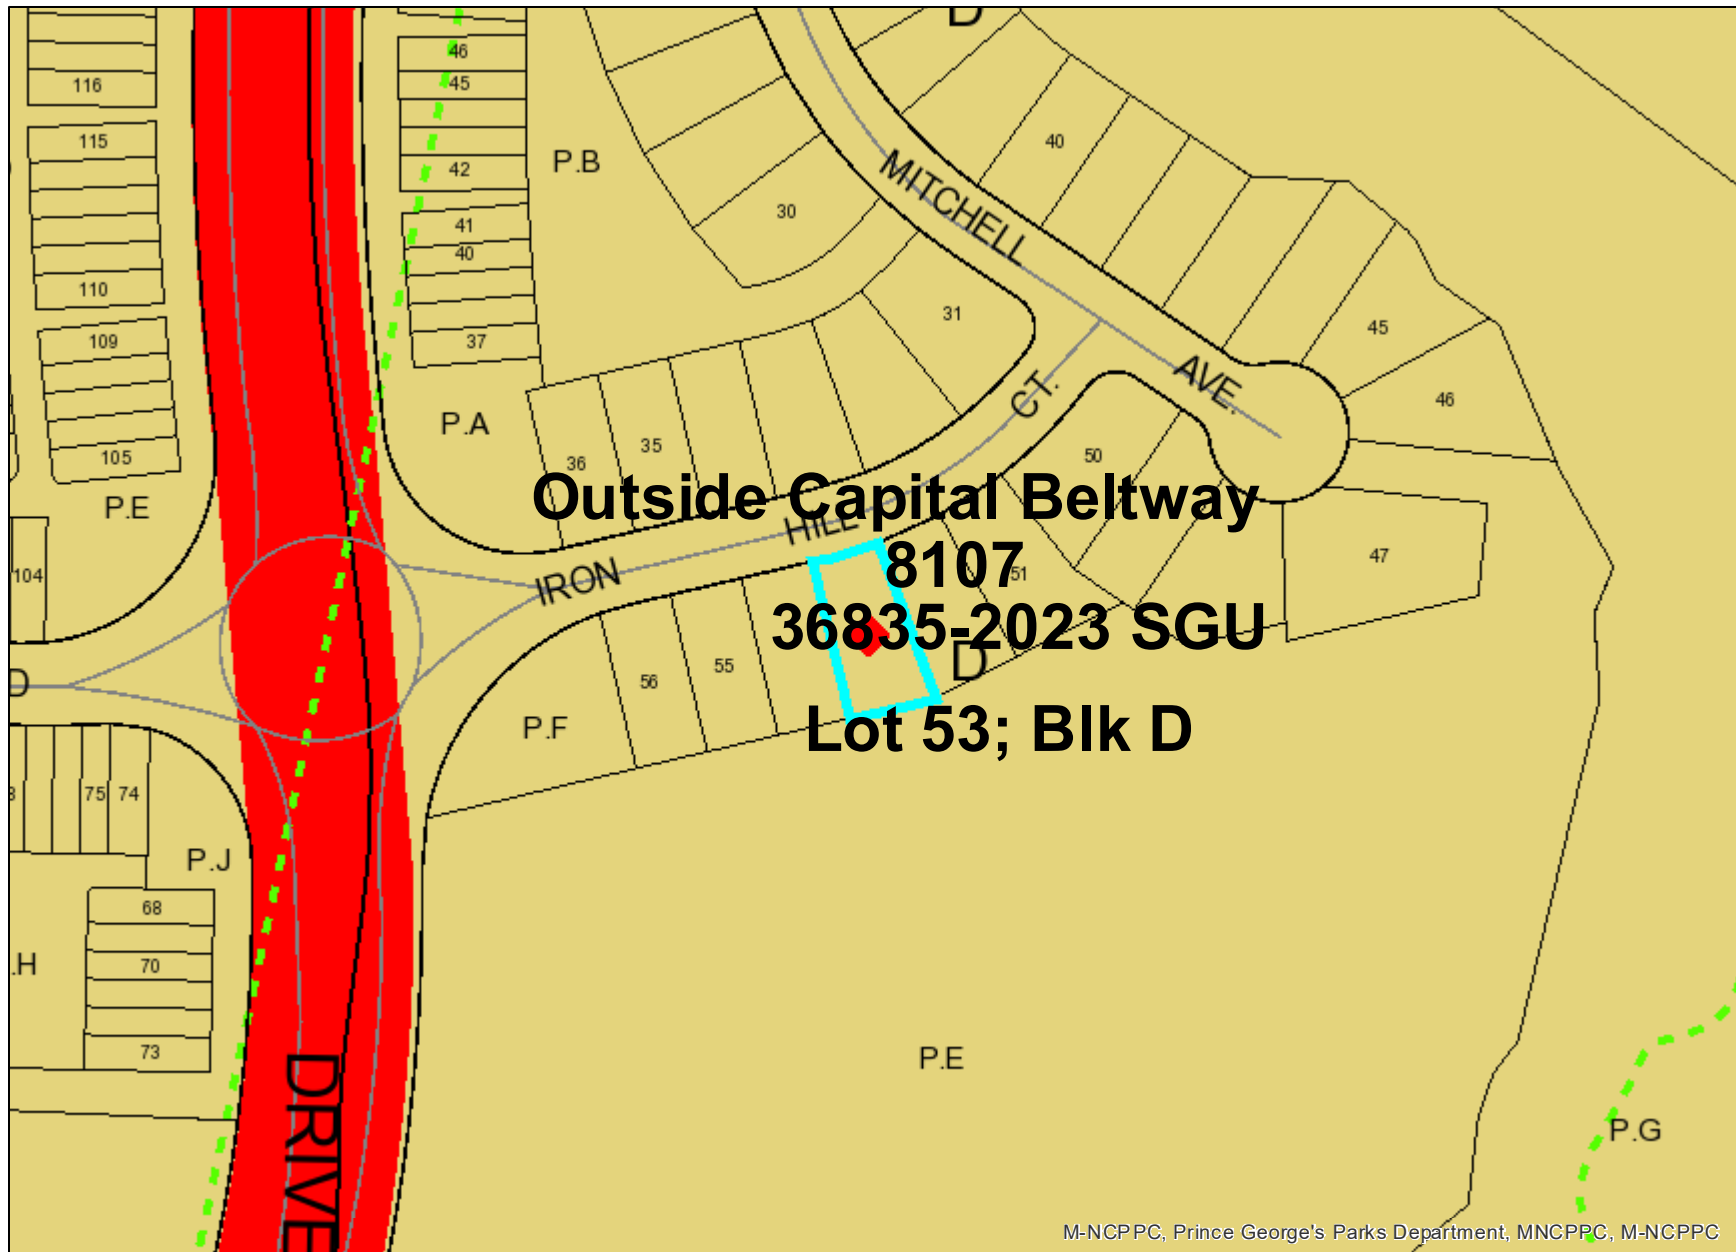 D
116
46
45
115
42
P.B
40
MITCHELL
30
41
40
110
31
109
37
45
CT.
AVE.
46
P.A
36
35
105
50
P.E
Outside Capital Beltway
HILL
8107
47
104
IRON
51
36835-2023 SGU
D
55
56
D
P.F
Lot 53; Blk D
75
74
P.J
68
.H
70
73
P.E
DRIVE
P.G
M-NCPPC, Prince George's Parks Department, MNCPPC, M-NCPPC